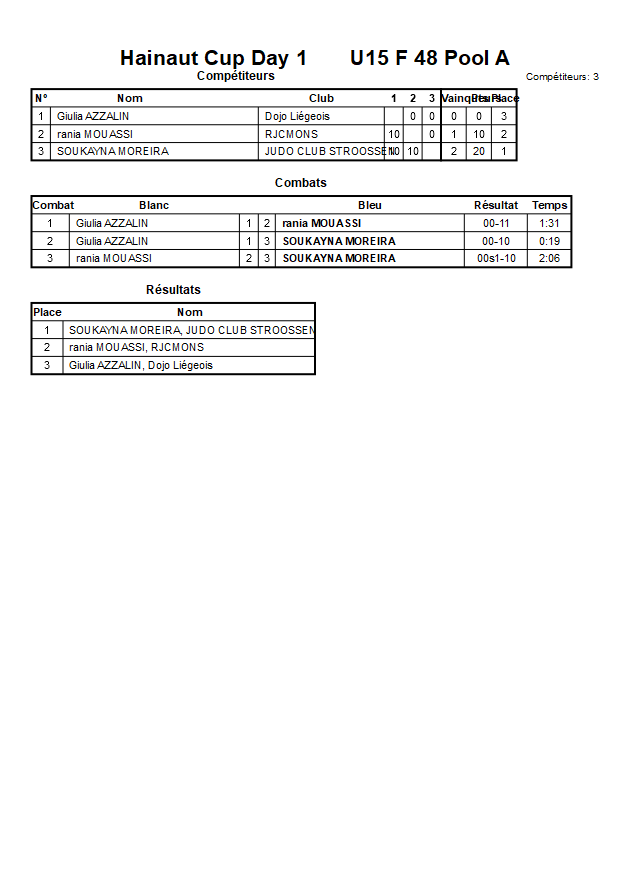 Hainaut Cup Day 1 U15 F 48 Pool A
Compétiteurs Compétiteurs: 3
Nº Nom Club 1 2 3 Vainqueurs Place
1 Giulia AZZALIN Dojo Liégeois 0 0 0 0 3
2 rania MOUASSI RJCMONS 10 0 1 10 2
3 SOUKAYNA MOREIRA JUDO CLUB STROOSSEN 10 10 2 20 1
Combats
Combat Blanc Bleu Résultat Temps
1 Giulia AZZALIN 1 2 rania MOUASSI 00-11 1:31
2 Giulia AZZALIN 1 3 SOUKAYNA MOREIRA 00-10 0:19
3 rania MOUASSI 2 3 SOUKAYNA MOREIRA 00s1-10 2:06
Résultats
Place Nom
1 SOUKAYNA MOREIRA, JUDO CLUB STROOSSEN
2 rania MOUASSI, RJCMONS
3 Giulia AZZALIN, Dojo Liégeois